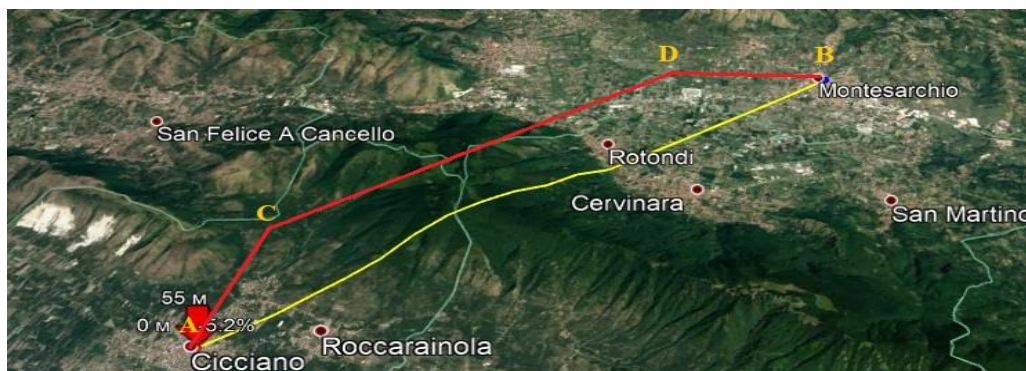 D
B
Montesarchio
San Felice A Cancello
Rotondi
Cervinara
San Martino
C
55 м
0 м A -5.2%
Roccarainola
Cicciano